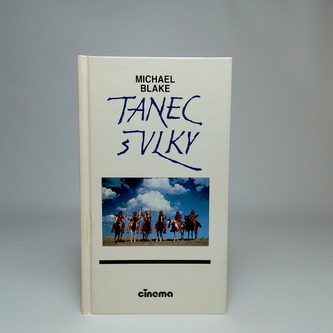 MICHAEL
BLAKE
TANEC
S VLKY
cinema